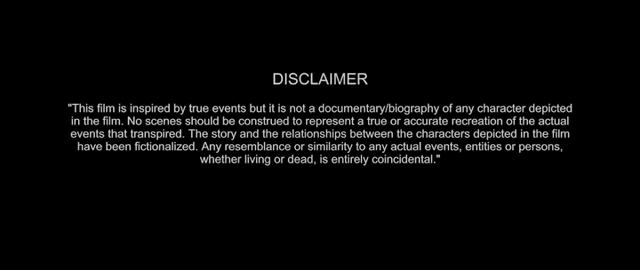 DISCLAIMER
"This film is inspired by true events but it is not a documentary/biography of any character depicted
in the film. No scenes should be construed to represent a true or accurate recreation of the actual
events that transpired. The story and the relationships between the characters depicted in the film
have been fictionalized. Any resemblance or similarity to any actual events, entities or persons,
whether living or dead, is entirely coincidental."